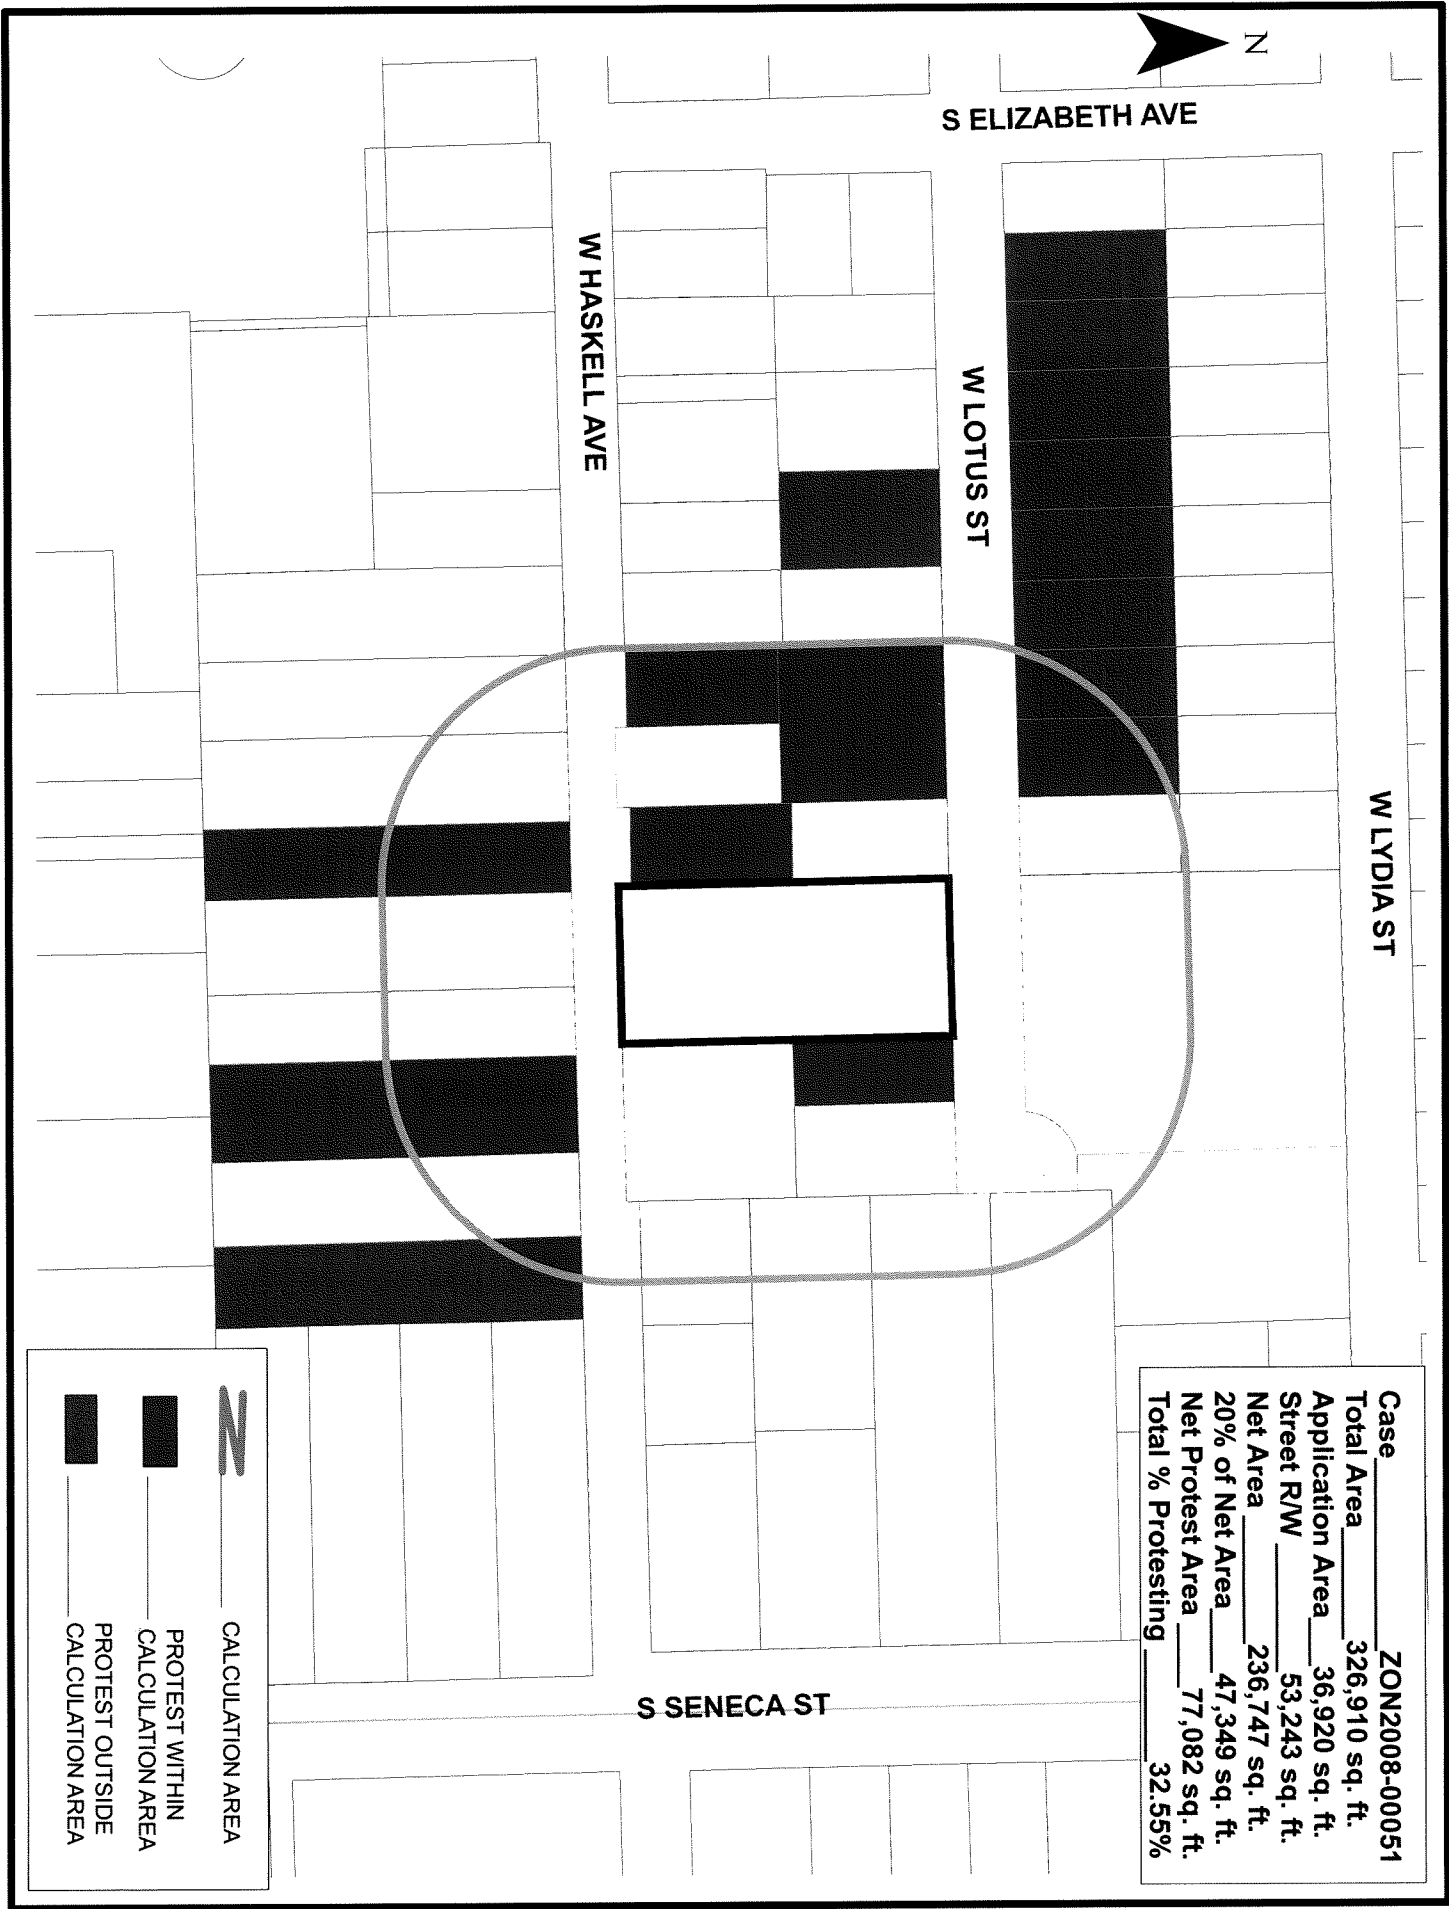 N
S ELIZABETH AVE
W HASKELL AVE
W LOTUS ST
W LYDIA ST
S SENECA ST
Case ZON2008-00051
Total Area 326,910 sq. ft.
Application Area 36,920 sq. ft.
Street R/W 53,243 sq. ft.
Net Area 236,747 sq. ft.
20% of Net Area 47,349 sq. ft.
Net Protest Area 77,082 sq. ft.
Total % Protesting 32.55%
CALCULATION AREA
PROTEST WITHIN
CALCULATION AREA
PROTEST OUTSIDE
CALCULATION AREA